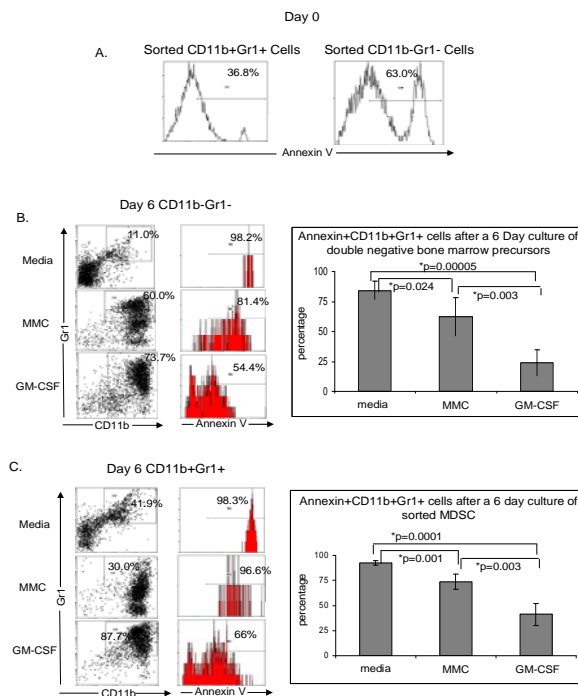 Day 0
A.
Sorted CD11b+Gr1+ Cells
Sorted CD11b-Gr1- Cells
36.8%
63.0%
Annexin V
Day 6 CD11b-Gr1-
B.
Media
11.0%
98.2%
MMC
60.0%
81.4%
GM-CSF
73.7%
54.4%
Gr1
CD11b
Annexin V
Annexin+CD11b+Gr1+ cells after a 6 Day culture of
double negative bone marrow precursors
*p=0.00005
*p=0.024
*p=0.003
percentage
100
75
50
25
0
media
MMC
GM-CSF
C.
Day 6 CD11b+Gr1+
Media
41.9%
98.3%
MMC
30.0%
96.6%
GM-CSF
87.7%
66%
Gr1
CD11b
Annexin V
Annexin+CD11b+Gr1+ cells after a 6 day culture of
sorted MDSC
*p=0.0001
*p=0.001
*p=0.003
percentage
100
75
50
25
0
media
MMC
GM-CSF